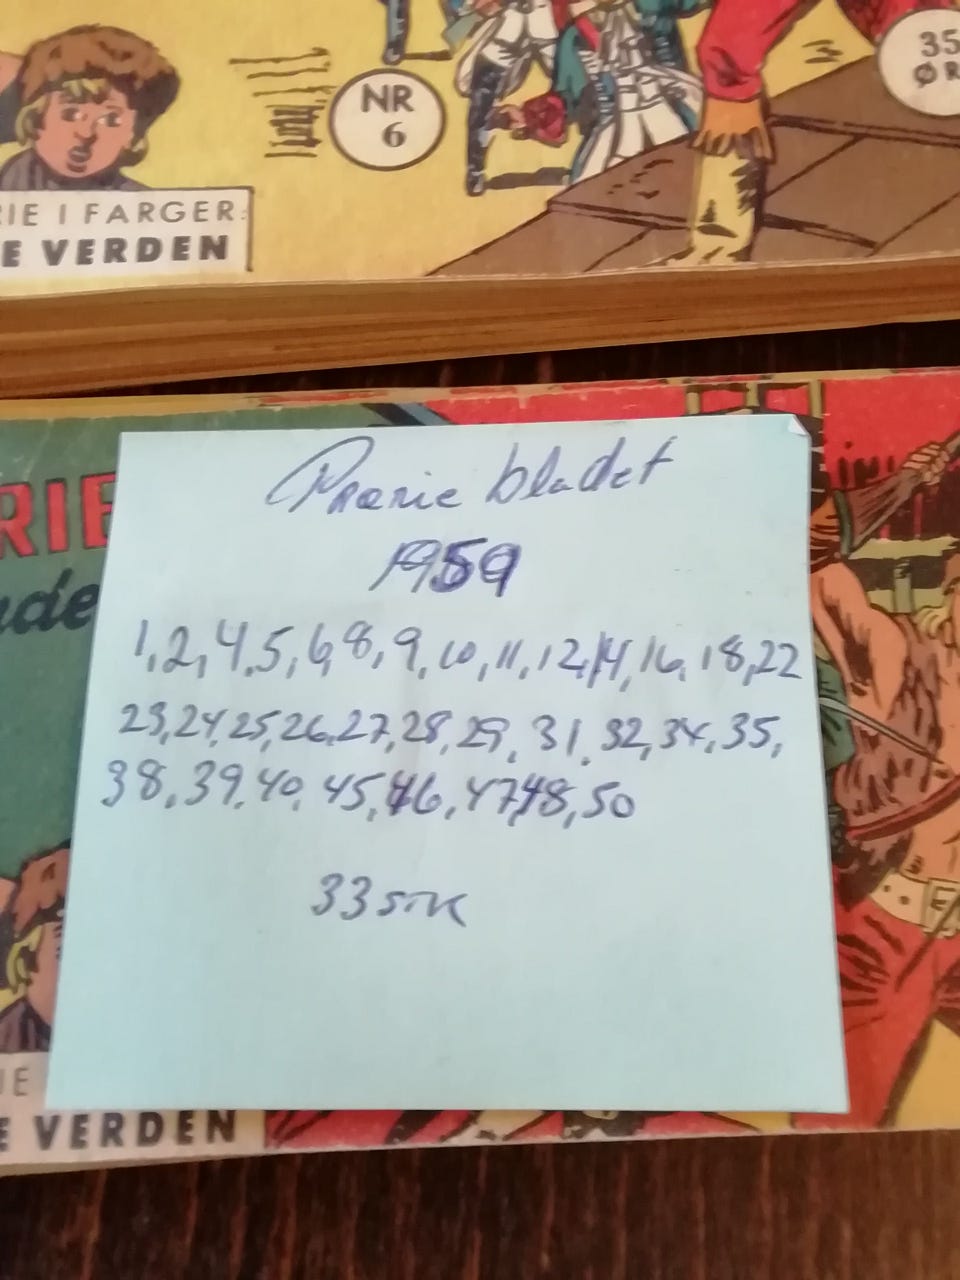 NR
6
35
Ø R
RIE I FARGER:
E VERDEN
RIE
de
Prærie bladet
1959
1, 2, 4, 5, 6, 8, 9, 10, 11, 12, 14, 16, 18, 22
23, 24, 25, 26, 27, 28, 29, 31, 32, 34, 35,
38, 39, 40, 45, 46, 47, 48, 50
33 STK
IE
E VERDEN